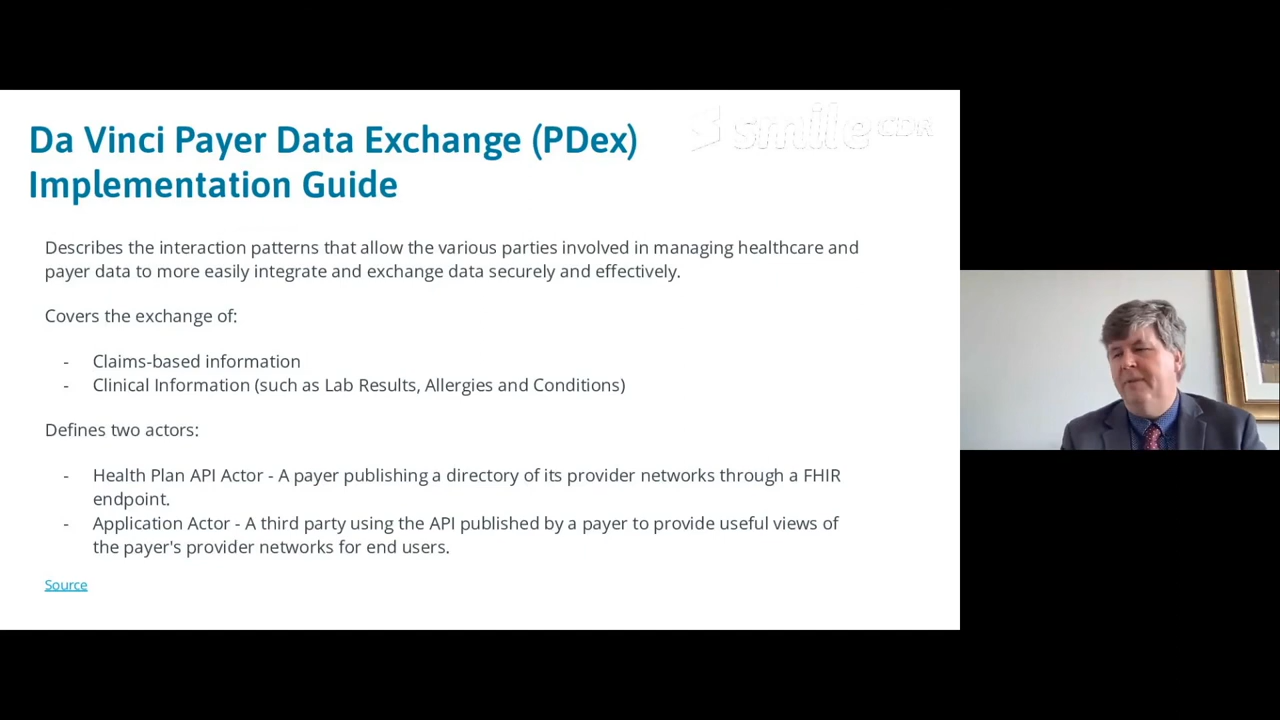 Da Vinci Payer Data Exchange (PDex)
Implementation Guide
smile CDR
Describes the interaction patterns that allow the various parties involved in managing healthcare and
payer data to more easily integrate and exchange data securely and effectively.
Covers the exchange of:
- Claims-based information
- Clinical Information (such as Lab Results, Allergies and Conditions)
Defines two actors:
- Health Plan API Actor - A payer publishing a directory of its provider networks through a FHIR
endpoint.
- Application Actor - A third party using the API published by a payer to provide useful views of
the payer's provider networks for end users.
Source